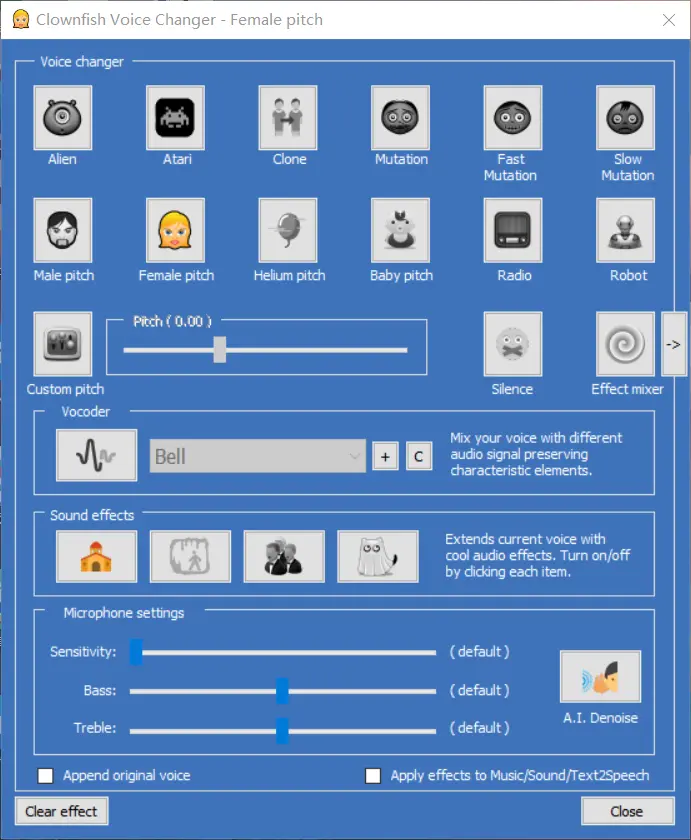 Clownfish Voice Changer - Female pitch
Voice changer
Alien
Atari
Clone
Mutation
Fast
Mutation
Slow
Mutation
Male pitch
Female pitch
Helium pitch
Baby pitch
Radio
Robot
Pitch ( 0.00 )
->
Custom pitch
Silence
Effect mixer
Vocoder
Bell
+
C
Mix your voice with different
audio signal preserving
characteristic elements.
Sound effects
Extends current voice with
cool audio effects. Turn on/off
by clicking each item.
Microphone settings
Sensitivity:
( default )
Bass:
( default )
Treble:
( default )
A.I. Denoise
Append original voice
Apply effects to Music/Sound/Text2Speech
Clear effect
Close